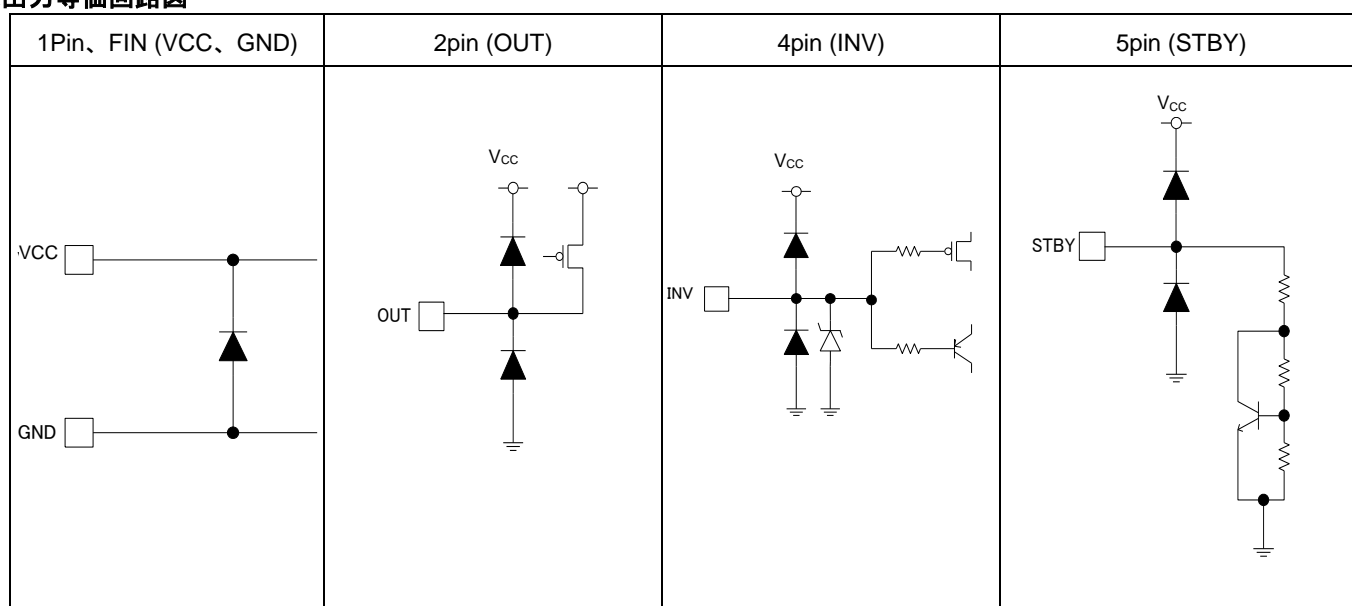 1Pin、FIN (VCC、GND)
2pin (OUT)
4pin (INV)
5pin (STBY)
VCC
GND
VCC
OUT
VCC
INV
VCC
STBY